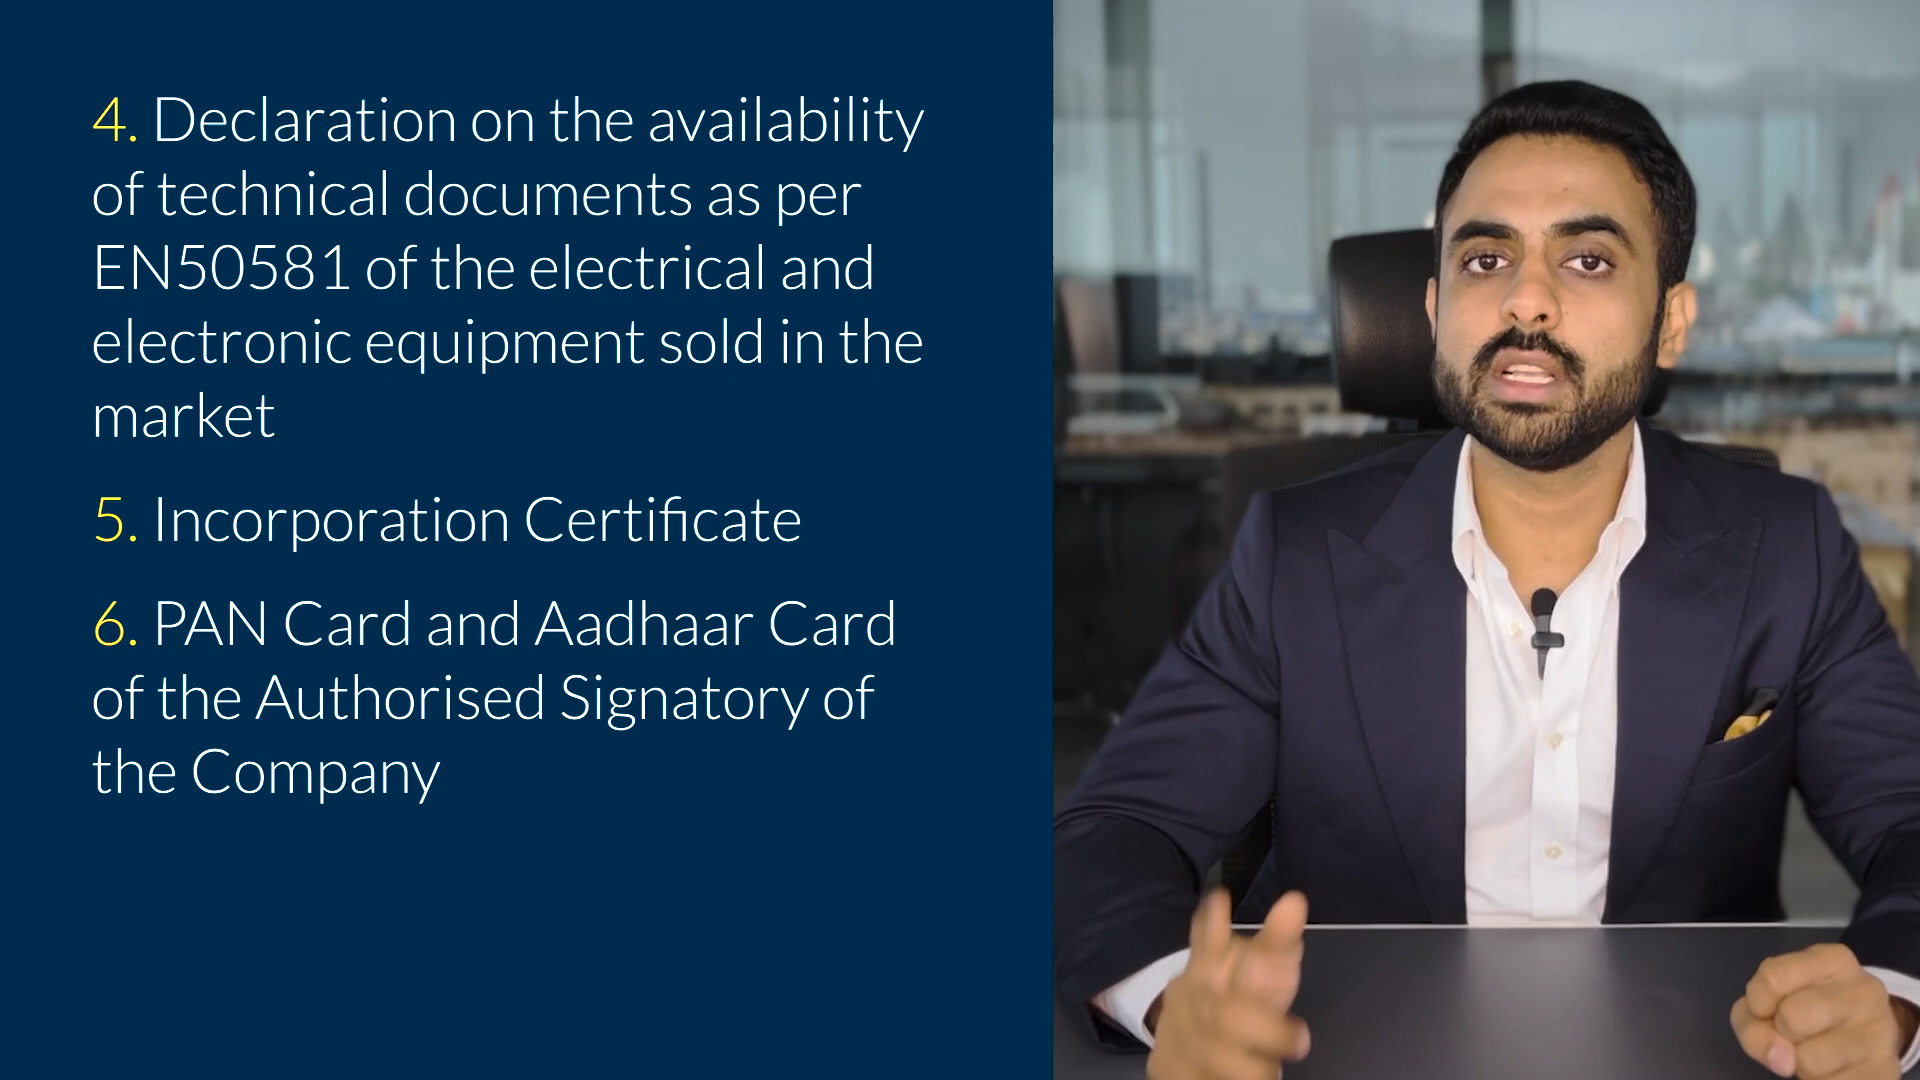 4. Declaration on the availability
of technical documents as per
EN50581 of the electrical and
electronic equipment sold in the
market
5. Incorporation Certificate
6. PAN Card and Aadhaar Card
of the Authorised Signatory of
the Company